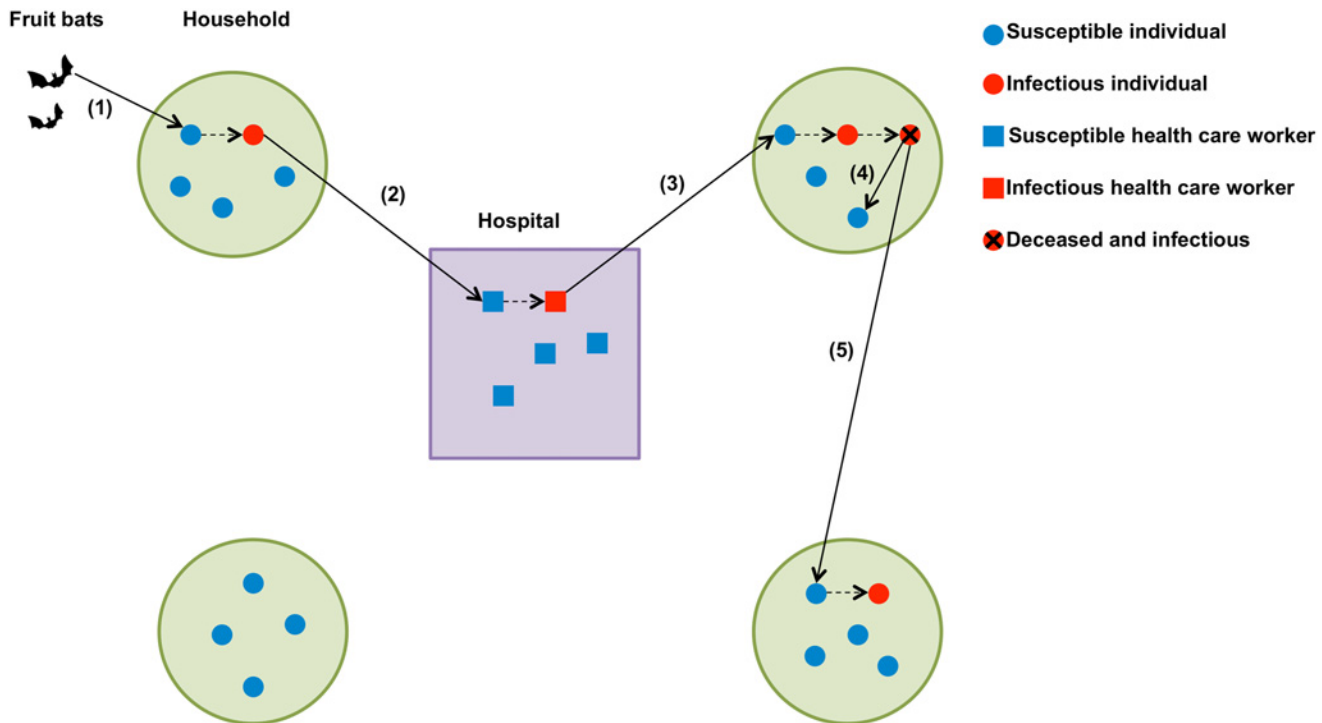 Fruit bats
Household
Susceptible individual
Infectious individual
Susceptible health care worker
Infectious health care worker
Deceased and infectious
(1)
(2)
(3)
(4)
Hospital
(5)